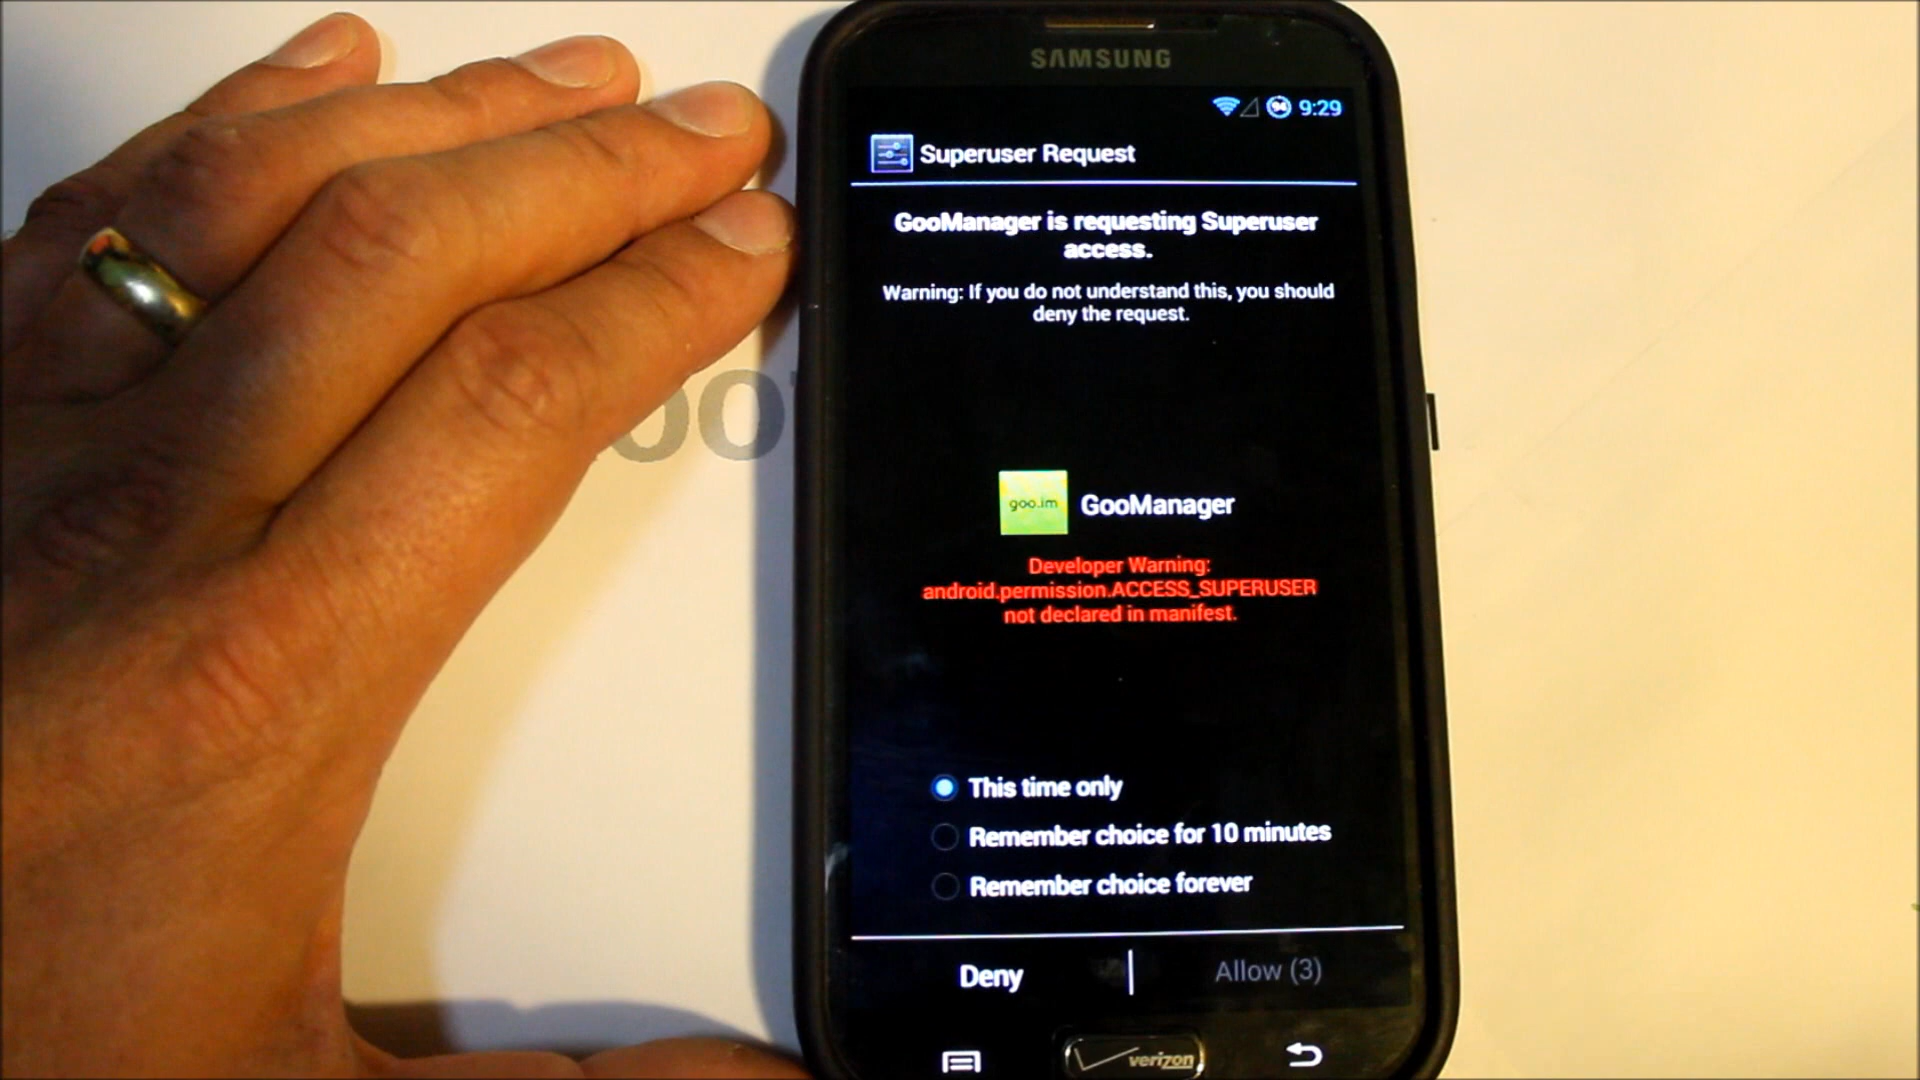 SAMSUNG
94 9:29
Superuser Request
GooManager is requesting Superuser
access.
Warning: If you do not understand this, you should
deny the request.
goo.im GooManager
Developer Warning:
android.permission.ACCESS_SUPERUSER
not declared in manifest.
This time only
Remember choice for 10 minutes
Remember choice forever
Deny Allow (3)
verizon